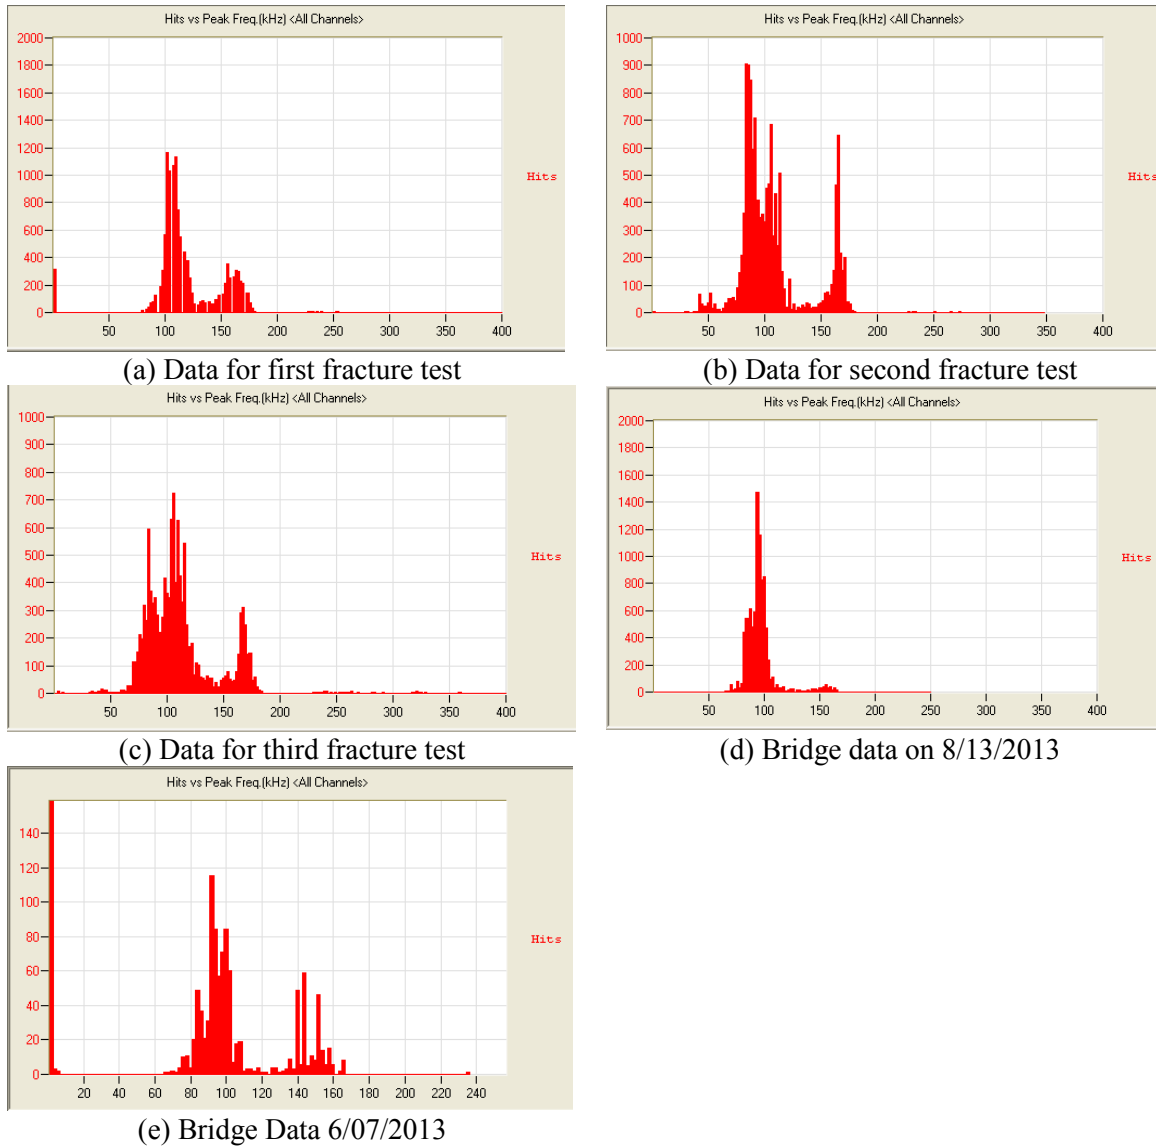 Hits vs Peak Freq.(kHz) <All Channels>
2000
1800
1600
1400
1200
1000
800
600
400
200
0
Hits
50 100 150 200 250 300 350 400
(a) Data for first fracture test
Hits vs Peak Freq.(kHz) <All Channels>
1000
900
800
700
600
500
400
300
200
100
0
Hits
50 100 150 200 250 300 350 400
(b) Data for second fracture test
Hits vs Peak Freq.(kHz) <All Channels>
1000
900
800
700
600
500
400
300
200
100
0
Hits
50 100 150 200 250 300 350 400
(c) Data for third fracture test
Hits vs Peak Freq.(kHz) <All Channels>
2000
1800
1600
1400
1200
1000
800
600
400
200
0
Hits
50 100 150 200 250 300 350 400
(d) Bridge data on 8/13/2013
Hits vs Peak Freq.(kHz) <All Channels>
140
120
100
80
60
40
20
0
Hits
20 40 60 80 100 120 140 160 180 200 220 240
(e) Bridge Data 6/07/2013